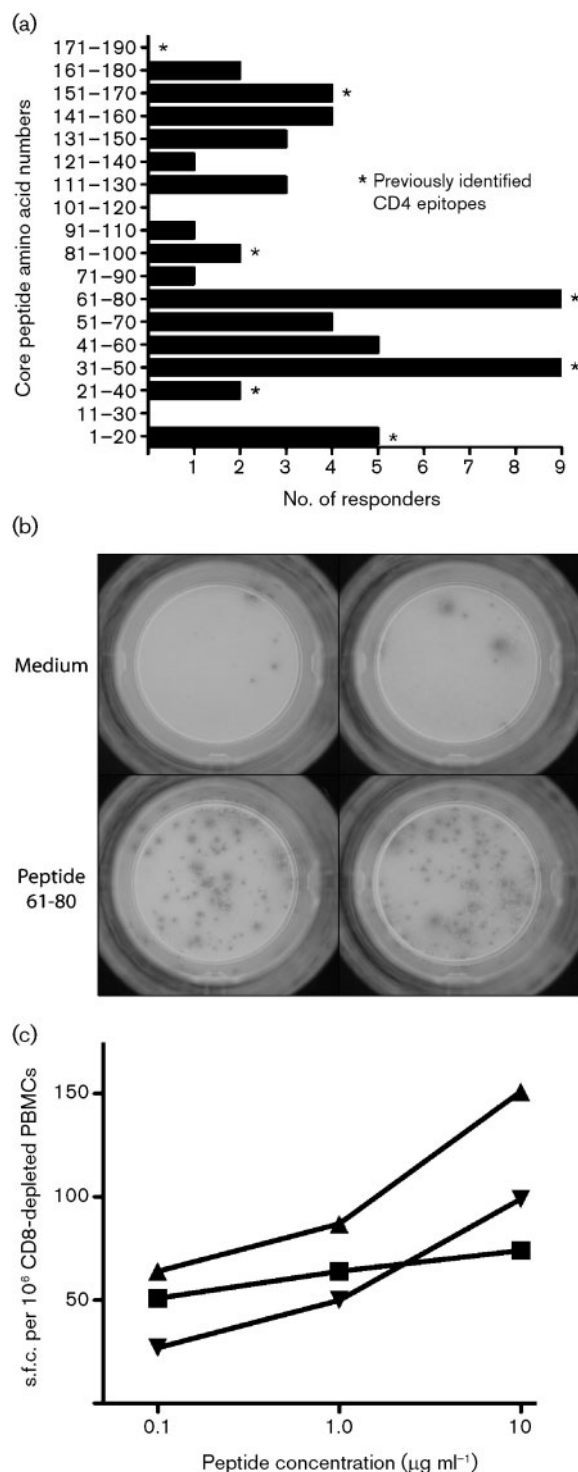 (a)
Core peptide amino acid numbers
171–190 *
161–180
151–170 *
141–160
131–150
121–140
111–130
101–120
91–110
81–100 *
71–90
61–80 *
51–70
41–60
31–50 *
21–40 *
11–30
1–20 *
* Previously identified
CD4 epitopes
1 2 3 4 5 6 7 8 9
No. of responders
(b)
Medium
Peptide
61-80
(c)
s.f.c. per 10⁶ CD8-depleted PBMCs
150
100
50
0.1 1.0 10
Peptide concentration (µg ml⁻¹)